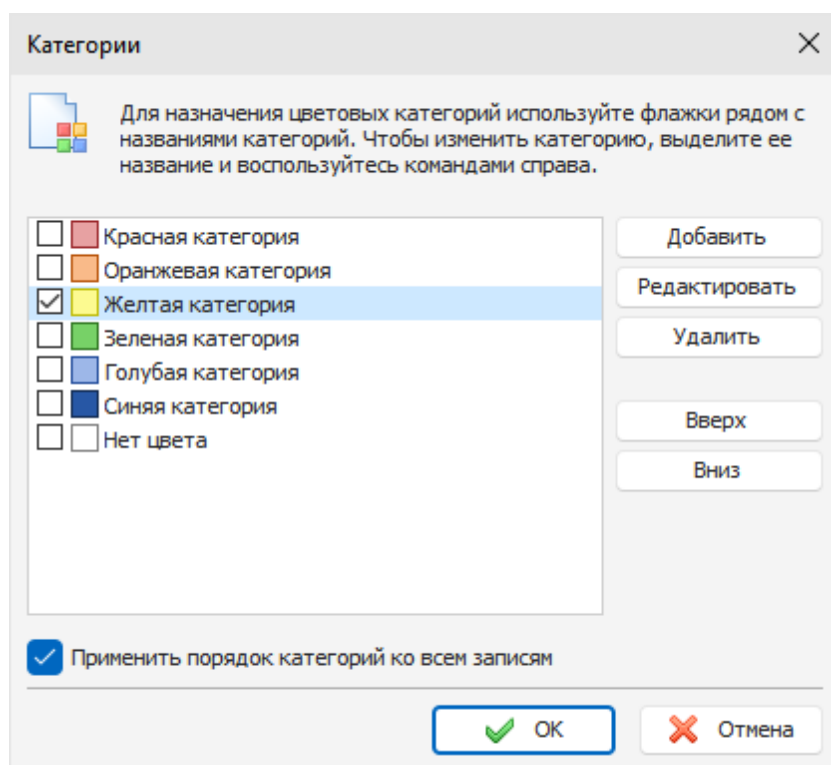 Категории
Для назначения цветовых категорий используйте флажки рядом с
названиями категорий. Чтобы изменить категорию, выделите ее
название и воспользуйтесь командами справа.
Красная категория
Оранжевая категория
Желтая категория
Зеленая категория
Голубая категория
Синяя категория
Нет цвета
Добавить
Редактировать
Удалить
Вверх
Вниз
Применить порядок категорий ко всем записям
ОК
Отмена